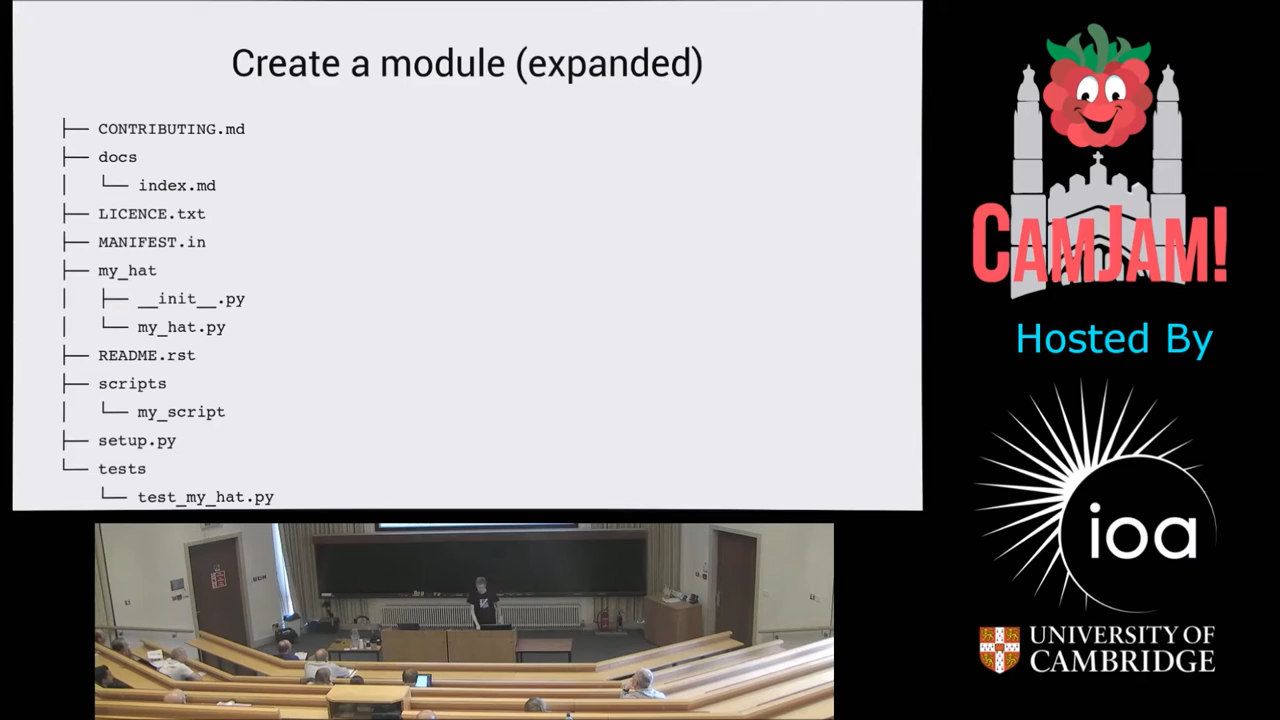 Create a module (expanded)
├── CONTRIBUTING.md
├── docs
│   └── index.md
├── LICENCE.txt
├── MANIFEST.in
├── my_hat
│   ├── __init__.py
│   └── my_hat.py
├── README.rst
├── scripts
│   └── my_script
├── setup.py
└── tests
    └── test_my_hat.py
CAMJAM!
Hosted By
ioa
UNIVERSITY OF
CAMBRIDGE